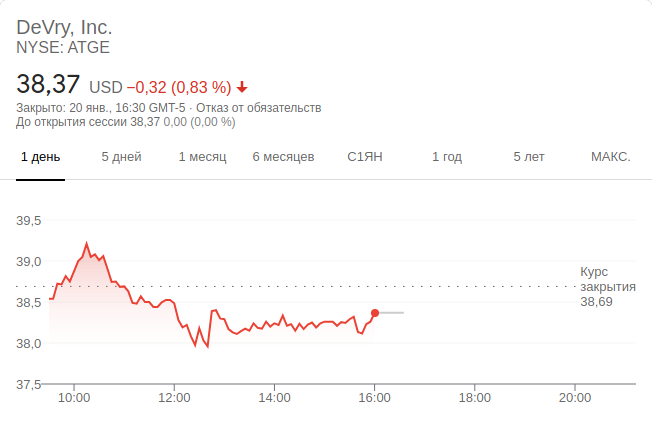 DeVry, Inc.
NYSE: ATGE
38,37 USD −0,32 (0,83 %)
Закрыто: 20 янв., 16:30 GMT-5 · Отказ от обязательств
До открытия сессии 38,37 0,00 (0,00 %)
1 день 5 дней 1 месяц 6 месяцев С1ЯН 1 год 5 лет МАКС.
39,5
39,0
38,5
38,0
37,5
Курс
закрытия
38,69
10:00 12:00 14:00 16:00 18:00 20:00